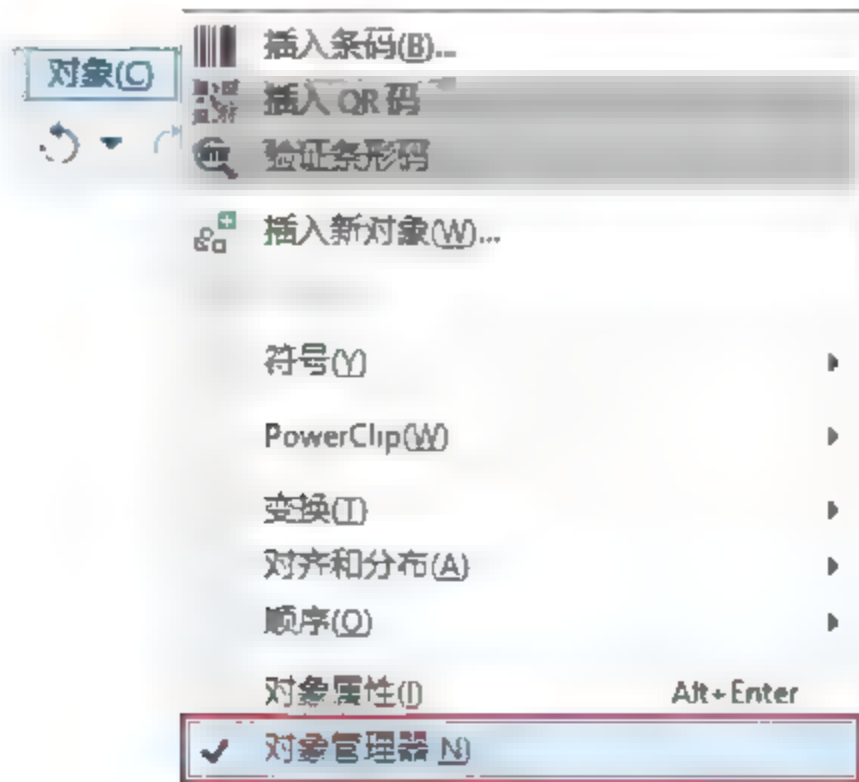 对象(C)
插入条码(B)...
插入 QR 码
验证条形码
插入新对象(W)...
符号(Y)
PowerClip(W)
变换(T)
对齐和分布(A)
顺序(O)
对象属性(I) Alt+Enter
对象管理器 N)